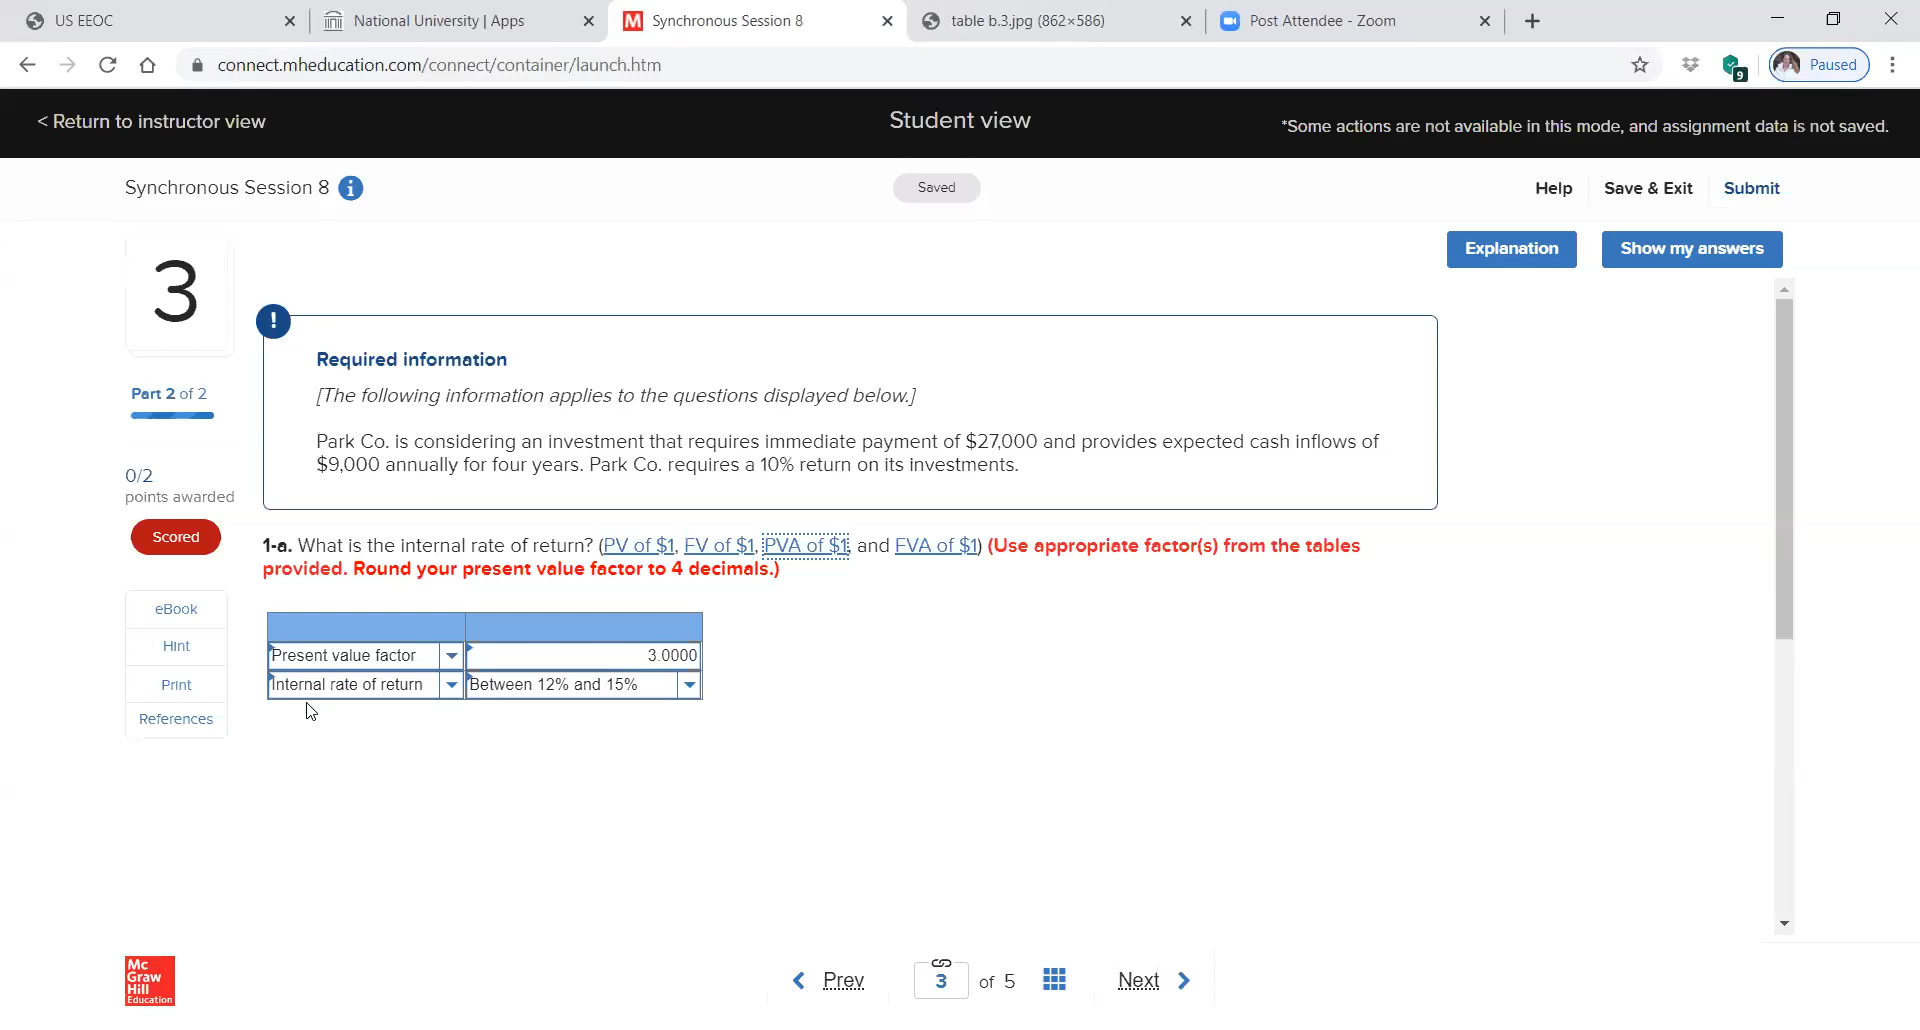 US EEOC
National University | Apps
Synchronous Session 8
table b.3.jpg (862×586)
Post Attendee - Zoom
connect.mheducation.com/connect/container/launch.htm
9
Paused
< Return to instructor view
Student view
*Some actions are not available in this mode, and assignment data is not saved.
Synchronous Session 8
Saved
Help
Save & Exit
Submit
Explanation
Show my answers
3
Part 2 of 2
0/2
points awarded
Scored
eBook
Hint
Print
References
Required information
[The following information applies to the questions displayed below.]
Park Co. is considering an investment that requires immediate payment of $27,000 and provides expected cash inflows of
$9,000 annually for four years. Park Co. requires a 10% return on its investments.
1-a. What is the internal rate of return? (PV of $1, FV of $1, PVA of $1, and FVA of $1) (Use appropriate factor(s) from the tables
provided. Round your present value factor to 4 decimals.)
Present value factor 3.0000
Internal rate of return Between 12% and 15%
Mc
Graw
Hill
Education
Prev
3 of 5
Next